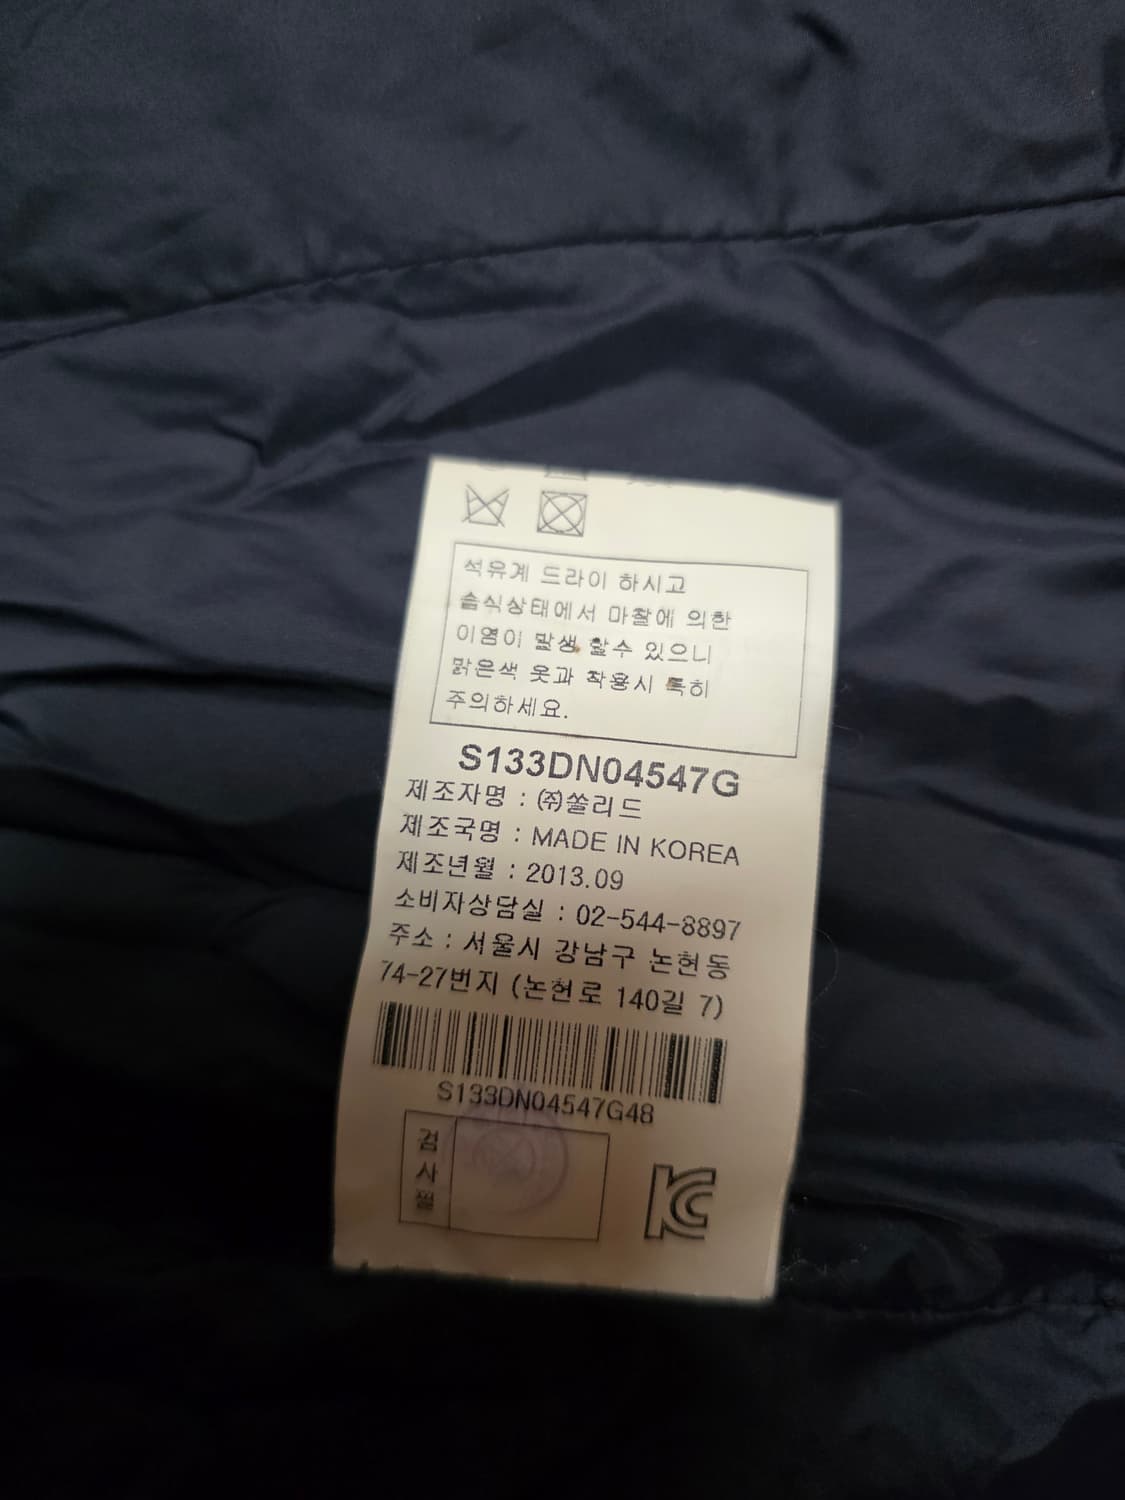 석유계 드라이 하시고
습식상태에서 마찰에 의한
이염이 발생 할수 있으니
맑은색 옷과 착용시 특히
주의하세요.
S133DN04547G
제조자명 : ㈜쏠리드
제조국명 : MADE IN KOREA
제조년월 : 2013.09
소비자상담실 : 02-544-8897
주소 : 서울시 강남구 논현동
74-27번지 (논현로 140길 7)
S133DN04547G48
검사필